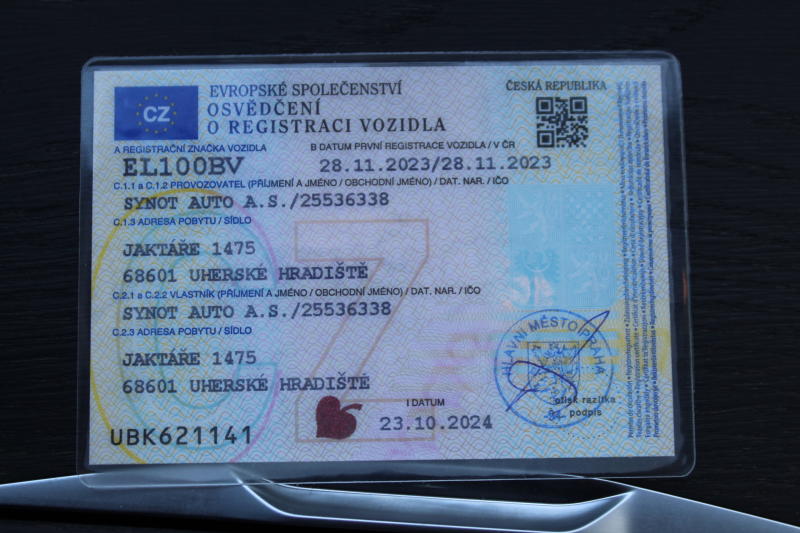 CZ
EVROPSKÉ SPOLEČENSTVÍ
ČESKÁ REPUBLIKA
OSVĚDČENÍ
O REGISTRACI VOZIDLA
A REGISTRAČNÍ ZNAČKA VOZIDLA
B DATUM PRVNÍ REGISTRACE VOZIDLA / V ČR
EL100BV
28.11.2023/28.11.2023
C.1.1 a C.1.2 PROVOZOVATEL (PŘÍJMENÍ A JMÉNO / OBCHODNÍ JMÉNO) / DAT. NAR. / IČO
SYNOT AUTO A.S./25536338
C.1.3 ADRESA POBYTU / SÍDLO
JAKTÁŘE 1475
68601 UHERSKÉ HRADIŠTĚ
C.2.1 a C.2.2 VLASTNÍK (PŘÍJMENÍ A JMÉNO / OBCHODNÍ JMÉNO) / DAT. NAR. / IČO
SYNOT AUTO A.S./25536338
C.2.3 ADRESA POBYTU / SÍDLO
JAKTÁŘE 1475
68601 UHERSKÉ HRADIŠTĚ
I DATUM
23.10.2024
UBK621141
HLAVNÍ MĚSTO PRAHA
otisk razítka
94
podpis